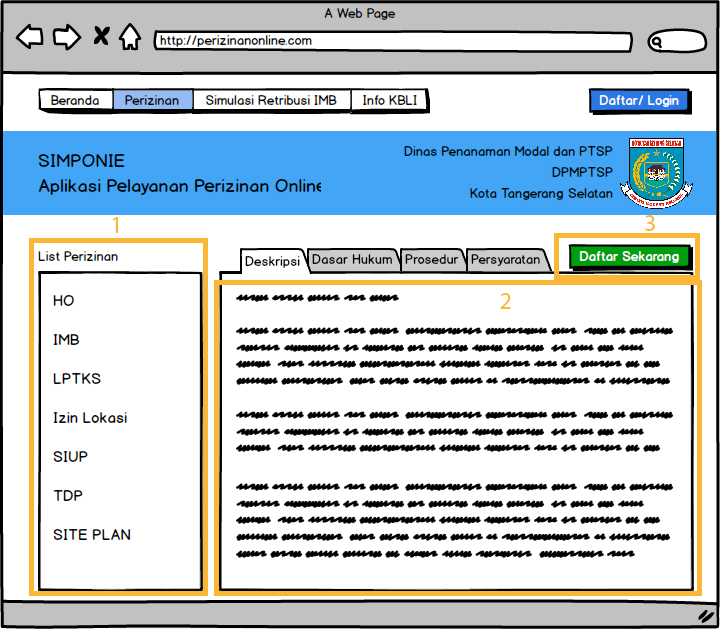 A Web Page
http://perizinanonline.com
Beranda
Perizinan
Simulasi Retribusi IMB
Info KBLI
Daftar/ Login
SIMPONIE
Aplikasi Pelayanan Perizinan Online
Dinas Penanaman Modal dan PTSP
DPMPTSP
Kota Tangerang Selatan
1
List Perizinan
HO
IMB
LPTKS
Izin Lokasi
SIUP
TDP
SITE PLAN
Deskripsi
Dasar Hukum
Prosedur
Persyaratan
3
Daftar Sekarang
2